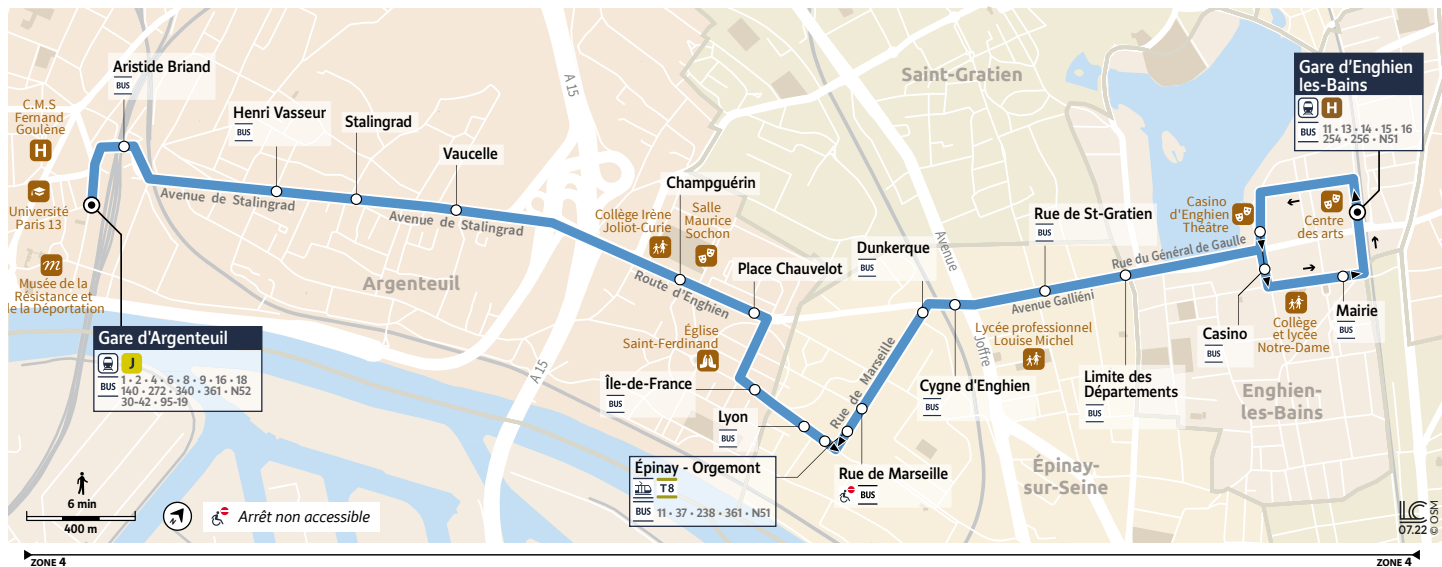 Aristide Briand
BUS
C.M.S
Fernand
Goulène
H
Université
Paris 13
Musée de la
Résistance et
de la Déportation
Henri Vasseur
BUS
Stalingrad
Vaucelle
Avenue de Stalingrad
Avenue de Stalingrad
Argenteuil
A 15
A 15
Gare d'Argenteuil
J
BUS
1 • 2 • 4 • 6 • 8 • 9 • 16 • 18
140 • 272 • 340 • 361 • N52
30-42 • 95-19
Collège Irène
Joliot-Curie
Salle
Maurice
Sochon
Champguérin
Route d'Enghien
Place Chauvelot
BUS
Église
Saint-Ferdinand
Île-de-France
BUS
Lyon
BUS
Épinay - Orgemont
T8
BUS 11 • 37 • 238 • 361 • N51
Rue de Marseille
Rue de Marseille
BUS
Dunkerque
BUS
Saint-Gratien
Avenue
Joffre
Cygne d'Enghien
BUS
Rue de St-Gratien
BUS
Avenue Galliéni
Lycée professionnel
Louise Michel
Limite des
Départements
BUS
Épinay-
sur-Seine
Rue du Général de Gaulle
Casino
d'Enghien
Théâtre
Centre
des arts
Gare d'Enghien
les-Bains
H
BUS
11 • 13 • 14 • 15 • 16
254 • 256 • N51
Casino
BUS
Collège
et lycée
Notre-Dame
Mairie
BUS
Enghien-
les-Bains
6 min
400 m
Arrêt non accessible
LC
07.22 © OSM
ZONE 4
ZONE 4